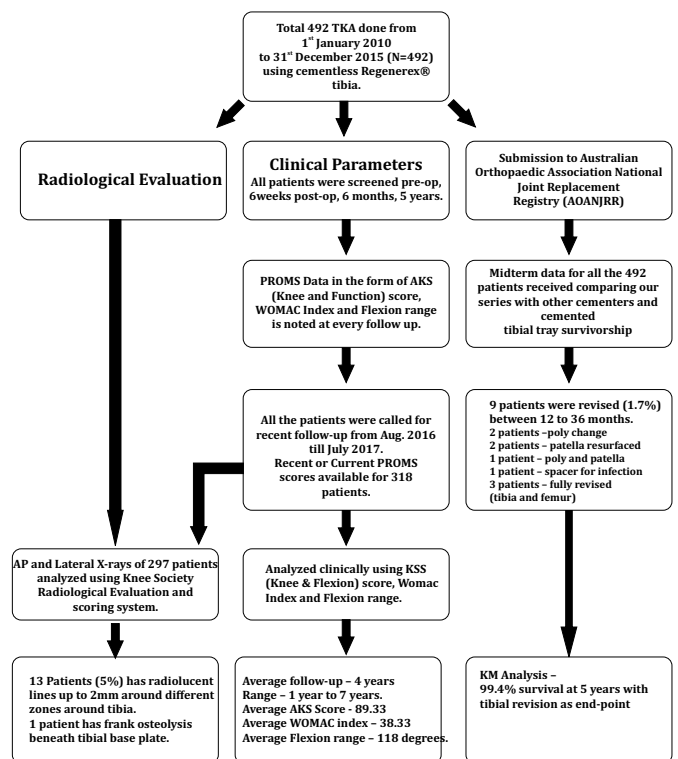 Total 492 TKA done from
1st January 2010
to 31st December 2015 (N=492)
using cementless Regenerex®
tibia.
Radiological Evaluation
Clinical Parameters
All patients were screened pre-op,
6weeks post-op, 6 months, 5 years.
Submission to Australian
Orthopaedic Association National
Joint Replacement
Registry (AOANJRR)
PROMS Data in the form of AKS
(Knee and Function) score,
WOMAC Index and Flexion range
is noted at every follow up.
Midterm data for all the 492
patients received comparing our
series with other cementers and
cemented
tibial tray survivorship
All the patients were called for
recent follow-up from Aug. 2016
till July 2017.
Recent or Current PROMS
scores available for 318
patients.
9 patients were revised (1.7%)
between 12 to 36 months.
2 patients –poly change
2 patients – patella resurfaced
1 patient – poly and patella
1 patient – spacer for infection
3 patients – fully revised
(tibia and femur)
AP and Lateral X-rays of 297 patients
analyzed using Knee Society
Radiological Evaluation and
scoring system.
Analyzed clinically using KSS
(Knee & Flexion) score, Womac
Index and Flexion range.
13 Patients (5%) has radiolucent
lines up to 2mm around different
zones around tibia.
1 patient has frank osteolysis
beneath tibial base plate.
Average follow-up – 4 years
Range – 1 year to 7 years.
Average AKS Score - 89.33
Average WOMAC index – 38.33
Average Flexion range – 118 degrees.
KM Analysis –
99.4% survival at 5 years with
tibial revision as end-point